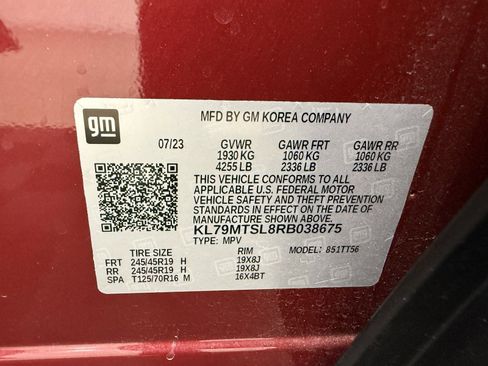 gm
MFD BY GM KOREA COMPANY
07/23 GVWR GAWR FRT GAWR RR
1930 KG 1060 KG 1060 KG
4255 LB 2336 LB 2336 LB
THIS VEHICLE CONFORMS TO ALL
APPLICABLE U.S. FEDERAL MOTOR
VEHICLE SAFETY AND THEFT PREVENTION
STANDARDS IN EFFECT ON THE DATE OF
MANUFACTURE SHOWN ABOVE.
KL79MTSL8RB038675
TYPE: MPV 851TT56
TIRE SIZE RIM
FRT 245/45R19 H 19X8J
RR 245/45R19 H 19X8J
SPA T125/70R16 M 16X4BT